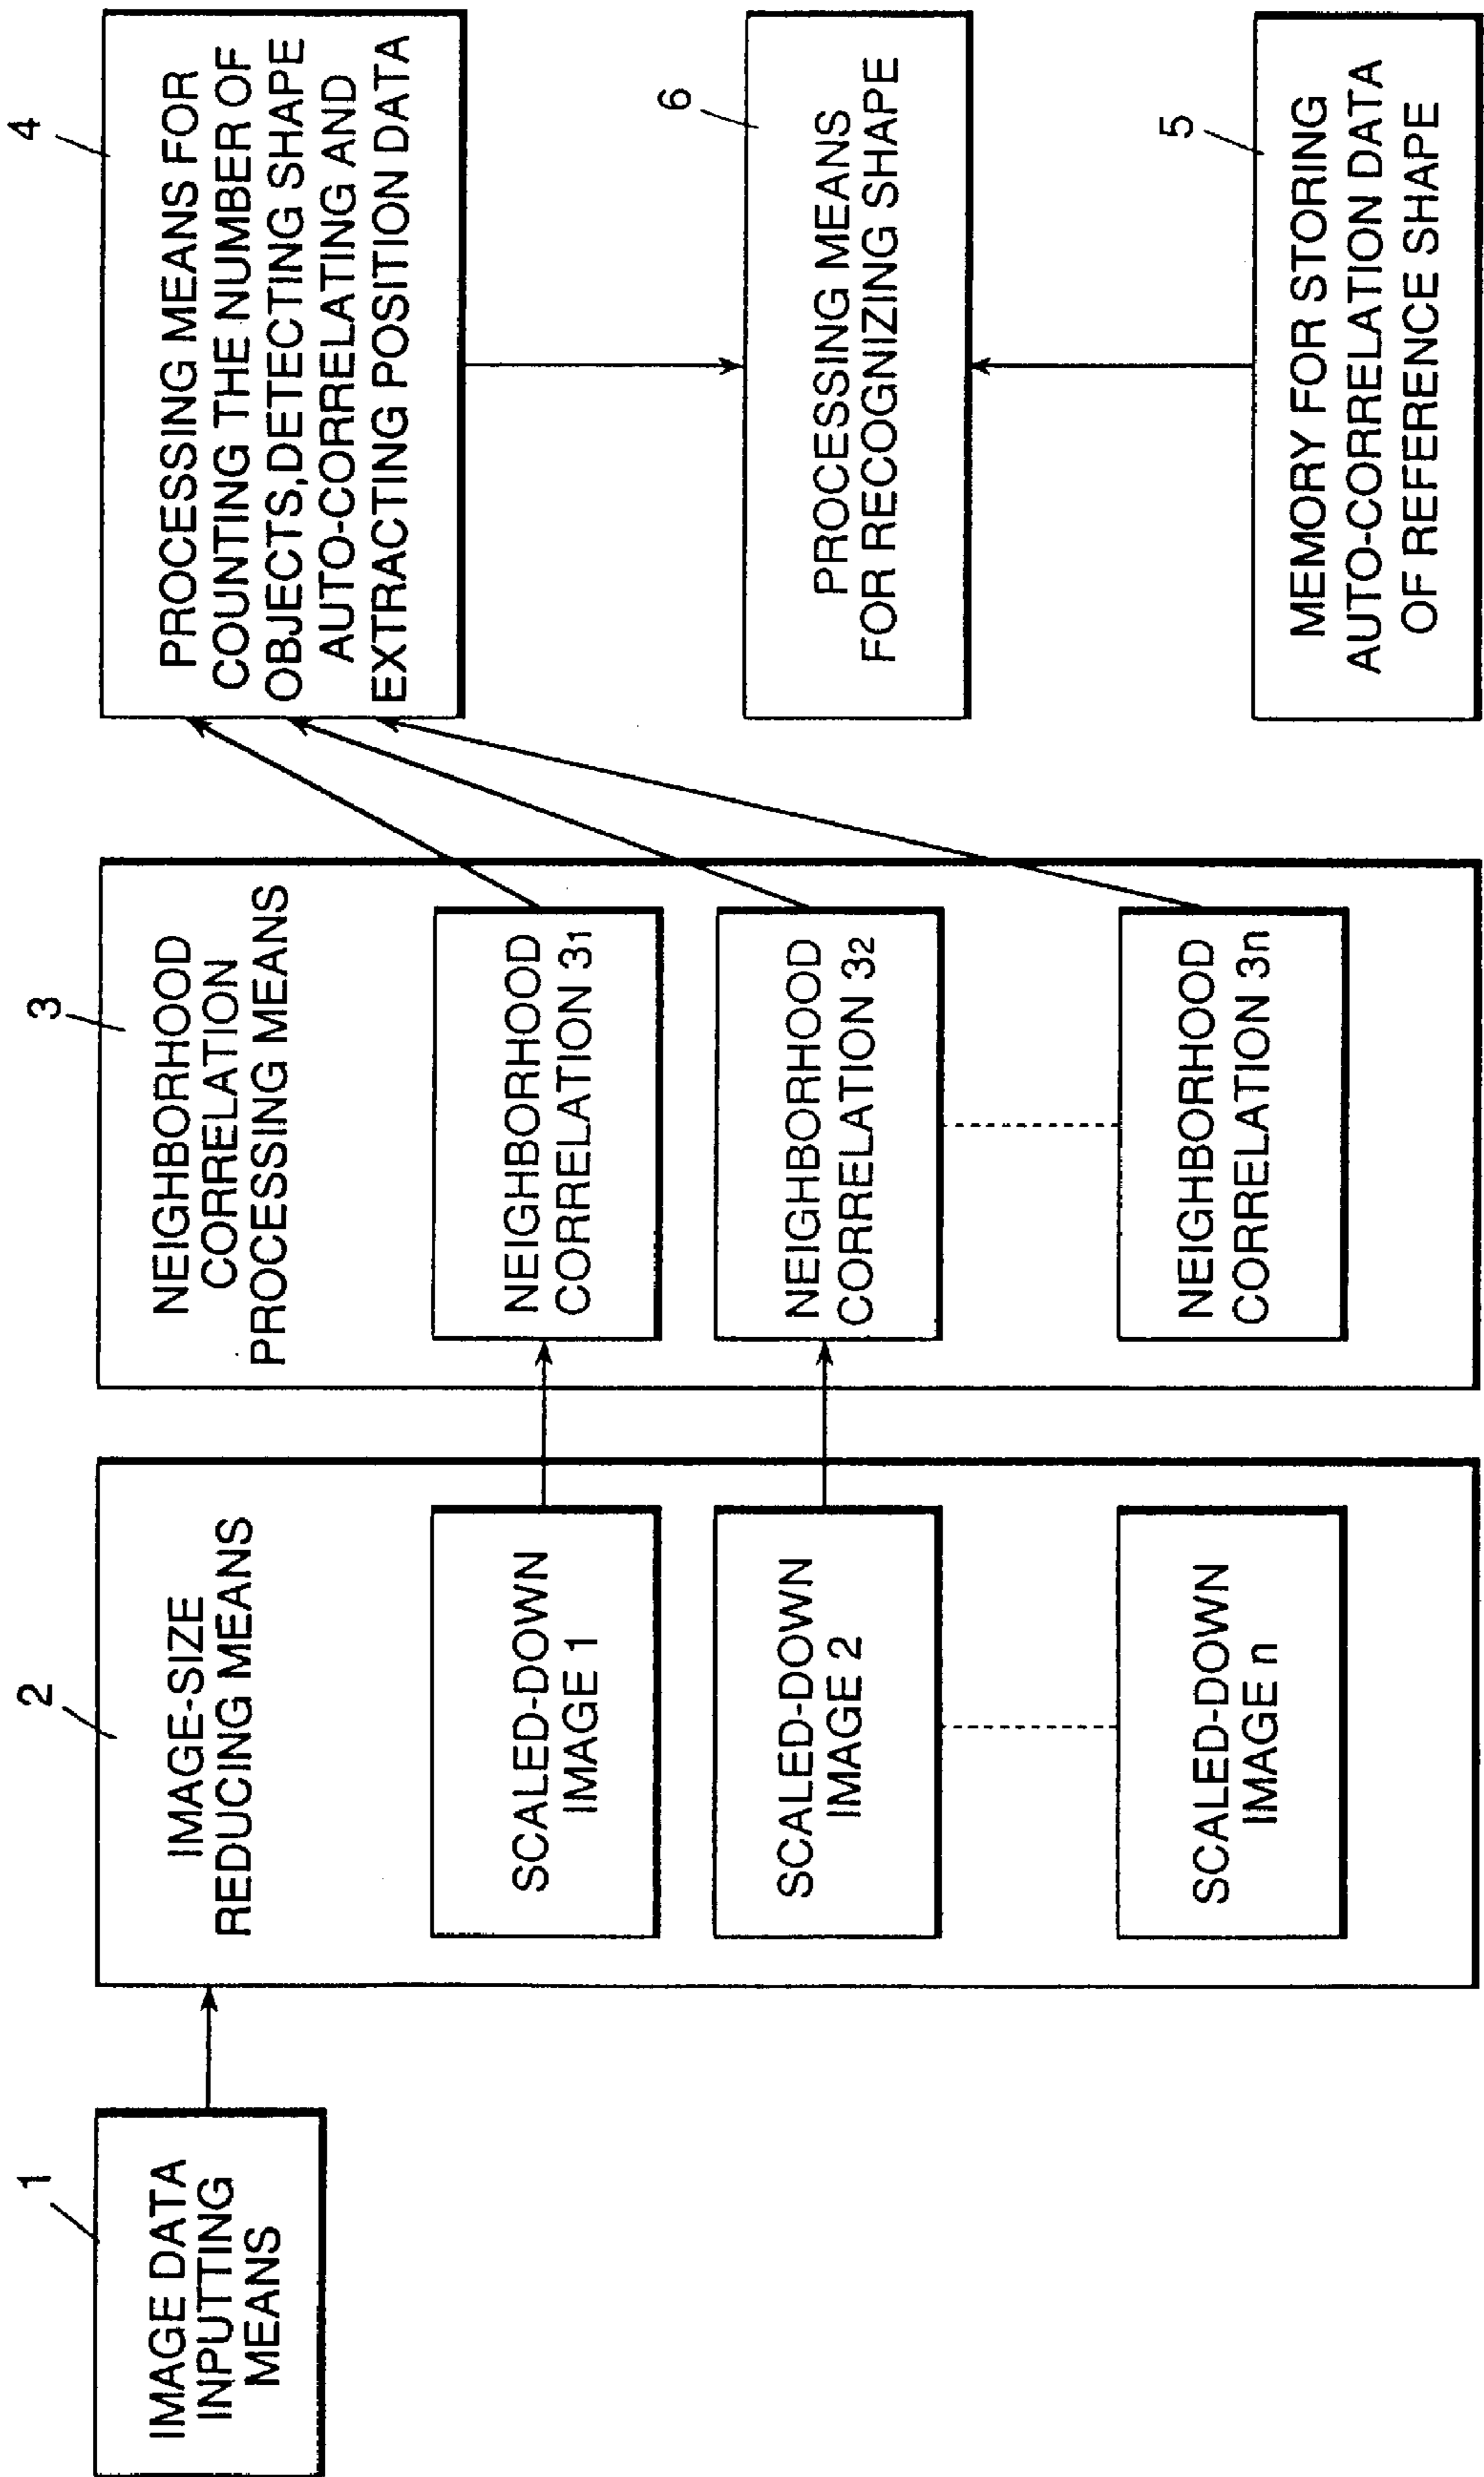 1
IMAGE DATA
INPUTTING
MEANS
2
IMAGE-SIZE
REDUCING MEANS
SCALED-DOWN
IMAGE 1
SCALED-DOWN
IMAGE 2
SCALED-DOWN
IMAGE n
3
NEIGHBORHOOD
CORRELATION
PROCESSING MEANS
NEIGHBORHOOD
CORRELATION 31
NEIGHBORHOOD
CORRELATION 32
NEIGHBORHOOD
CORRELATION 3n
4
PROCESSING MEANS FOR
COUNTING THE NUMBER OF
OBJECTS,DETECTING SHAPE
AUTO-CORRELATING AND
EXTRACTING POSITION DATA
6
PROCESSING MEANS
FOR RECOGNIZING SHAPE
5
MEMORY FOR STORING
AUTO-CORRELATION DATA
OF REFERENCE SHAPE